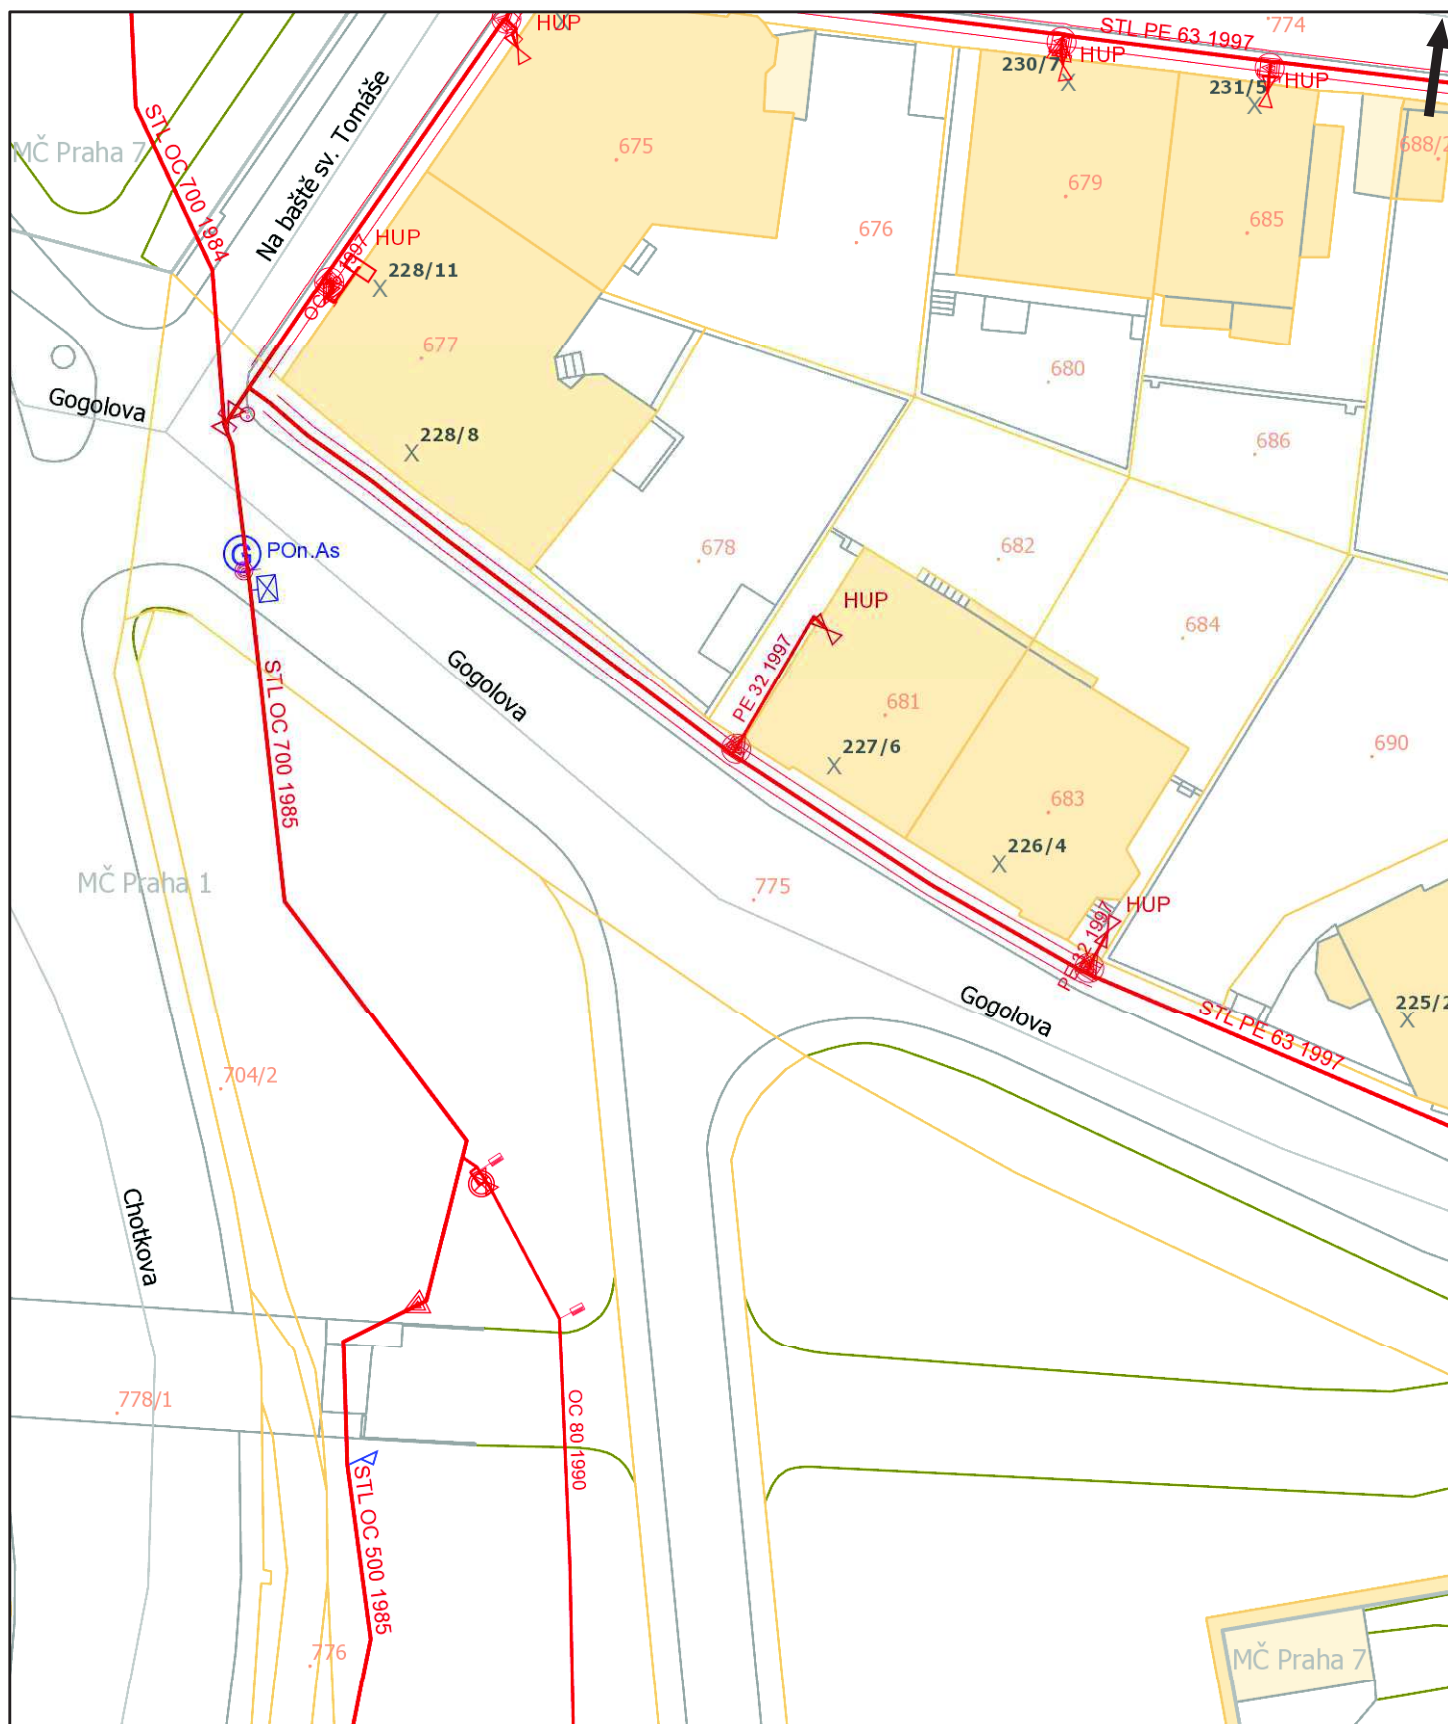 HUP
STL PE 63 1997
774
230/7
HUP
231/5
HUP
MČ Praha 7
STL OC 700 1984
Na baště sv. Tomáše
675
688/2
679
685
676
HUP
1997
228/11
677
680
Gogolova
228/8
686
POn.As
678
682
HUP
684
STL OC 700 1985
Gogolova
PE 32 1997
681
227/6
690
683
226/4
MČ Praha 1
775
HUP
PE 32 1997
Gogolova
STL PE 63 1997
225/2
704/2
Chotkova
778/1
OC 80 1990
STL OC 500 1985
776
MČ Praha 7